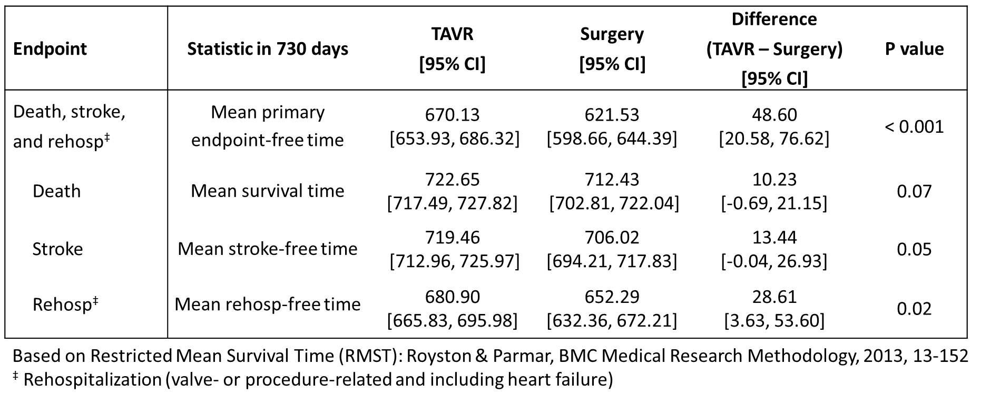 Endpoint
Statistic in 730 days
TAVR
[95% CI]
Surgery
[95% CI]
Difference
(TAVR – Surgery)
[95% CI]
P value
Death, stroke,
and rehosp‡
Mean primary
endpoint-free time
670.13
[653.93, 686.32]
621.53
[598.66, 644.39]
48.60
[20.58, 76.62]
< 0.001
Death
Mean survival time
722.65
[717.49, 727.82]
712.43
[702.81, 722.04]
10.23
[-0.69, 21.15]
0.07
Stroke
Mean stroke-free time
719.46
[712.96, 725.97]
706.02
[694.21, 717.83]
13.44
[-0.04, 26.93]
0.05
Rehosp‡
Mean rehosp-free time
680.90
[665.83, 695.98]
652.29
[632.36, 672.21]
28.61
[3.63, 53.60]
0.02
Based on Restricted Mean Survival Time (RMST): Royston & Parmar, BMC Medical Research Methodology, 2013, 13-152
‡ Rehospitalization (valve- or procedure-related and including heart failure)